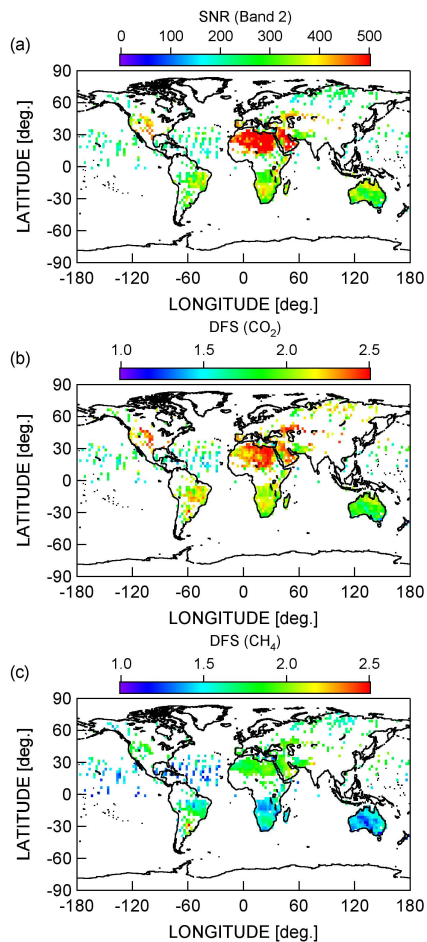 SNR (Band 2)
(a)
0 100 200 300 400 500
90
60
30
0
-30
-60
-90
LATITUDE [deg.]
-180 -120 -60 0 60 120 180
LONGITUDE [deg.]
DFS (CO2)
(b)
1.0 1.5 2.0 2.5
90
60
30
0
-30
-60
-90
LATITUDE [deg.]
-180 -120 -60 0 60 120 180
LONGITUDE [deg.]
DFS (CH4)
(c)
1.0 1.5 2.0 2.5
90
60
30
0
-30
-60
-90
LATITUDE [deg.]
-180 -120 -60 0 60 120 180
LONGITUDE [deg.]